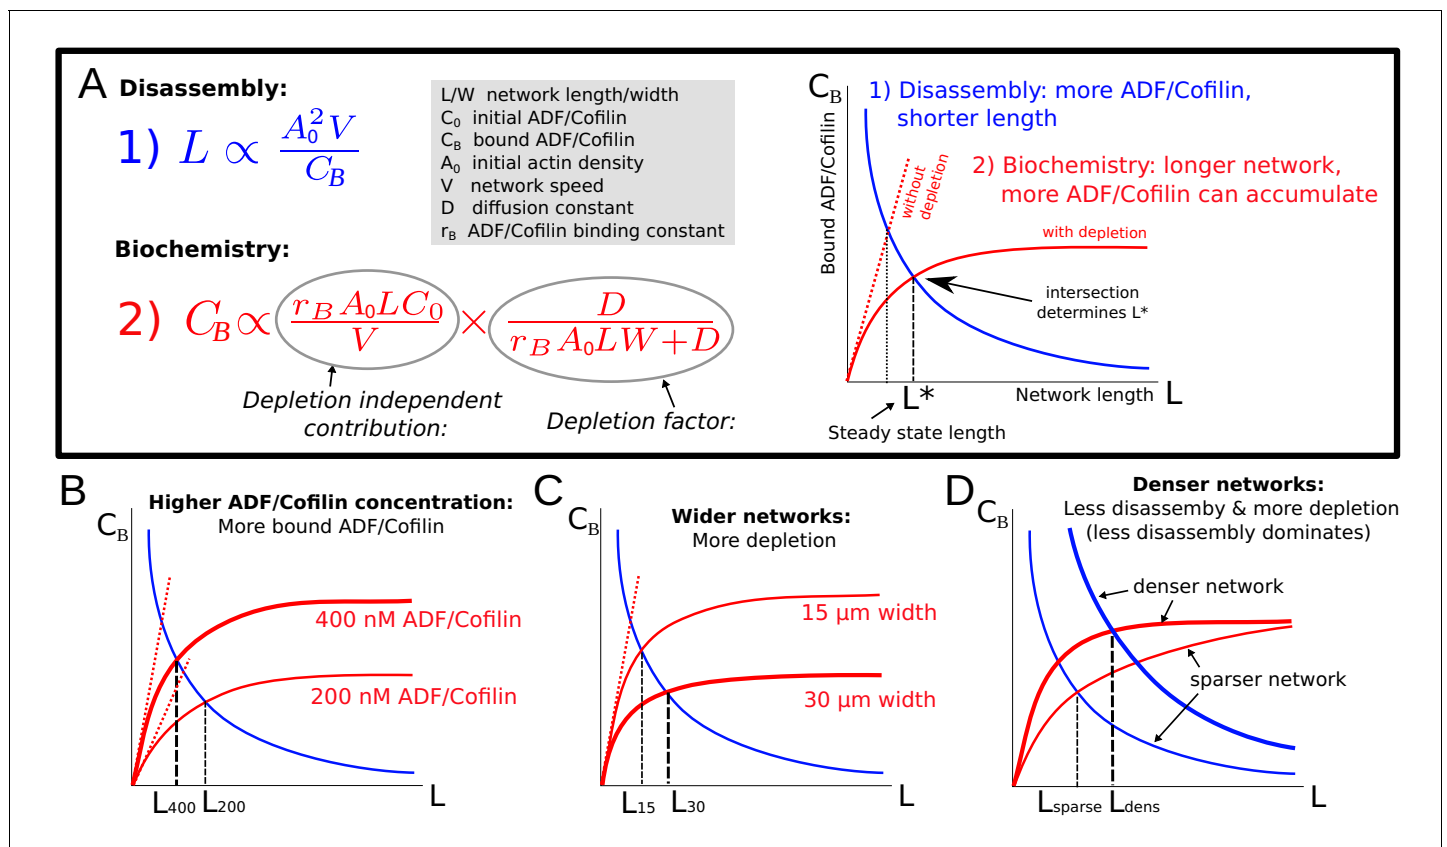 A
Disassembly:
1) L ∝ A₀² V / C_B
Biochemistry:
2) C_B ∝ r_B A₀ L C₀ / V × D / r_B A₀ L W + D
Depletion independent
contribution:
Depletion factor:
L/W network length/width
C₀ initial ADF/Cofilin
C_B bound ADF/Cofilin
A₀ initial actin density
V network speed
D diffusion constant
r_B ADF/Cofilin binding constant
C_B
Bound ADF/Cofilin
1) Disassembly: more ADF/Cofilin,
shorter length
without
depletion
2) Biochemistry: longer network,
more ADF/Cofilin can accumulate
with depletion
intersection
determines L*
L*
Network length L
Steady state length
B
Higher ADF/Cofilin concentration:
More bound ADF/Cofilin
C_B
400 nM ADF/Cofilin
200 nM ADF/Cofilin
L₄₀₀ L₂₀₀ L
C
Wider networks:
More depletion
C_B
15 µm width
30 µm width
L₁₅ L₃₀ L
D
Denser networks:
Less disassemby & more depletion
(less disassembly dominates)
C_B
denser network
sparser network
Lsparse Ldens L